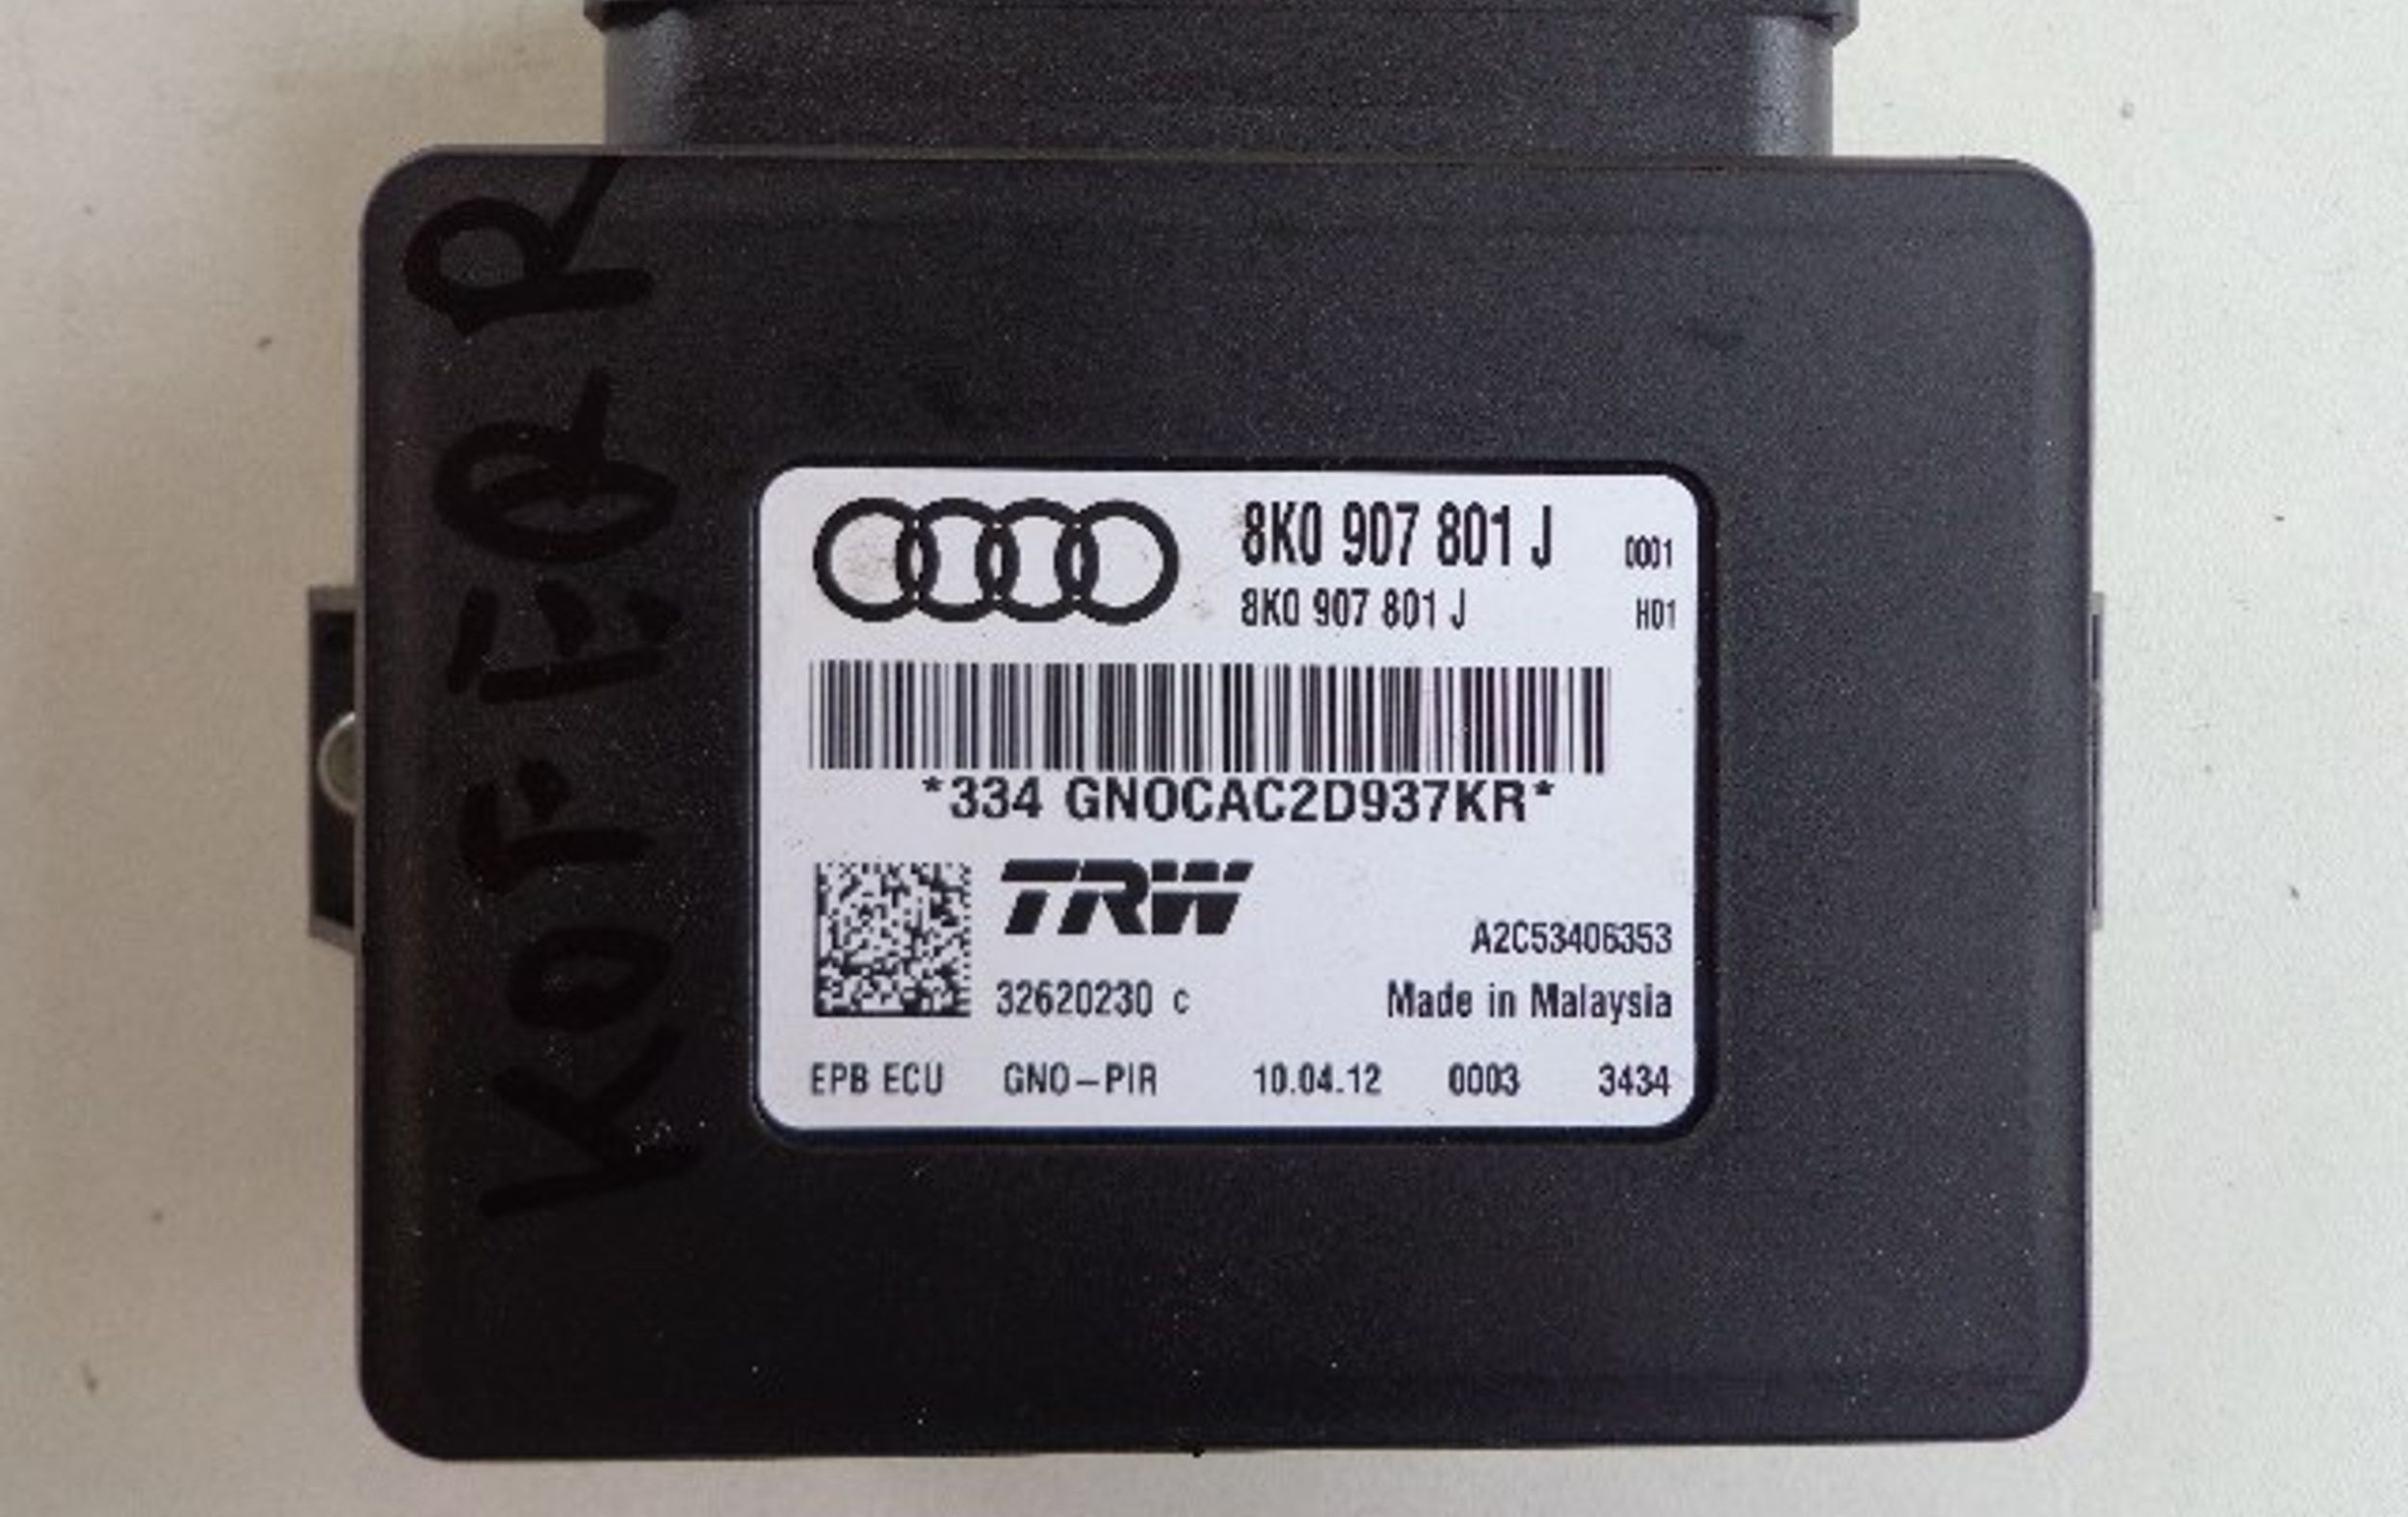 8K0 907 801 J 0001
8K0 907 801 J H01
*334 GNOCAC2D937KR*
TRW
A2C53406353
32620230 c Made in Malaysia
EPB ECU GNO-PIR 10.04.12 0003 3434